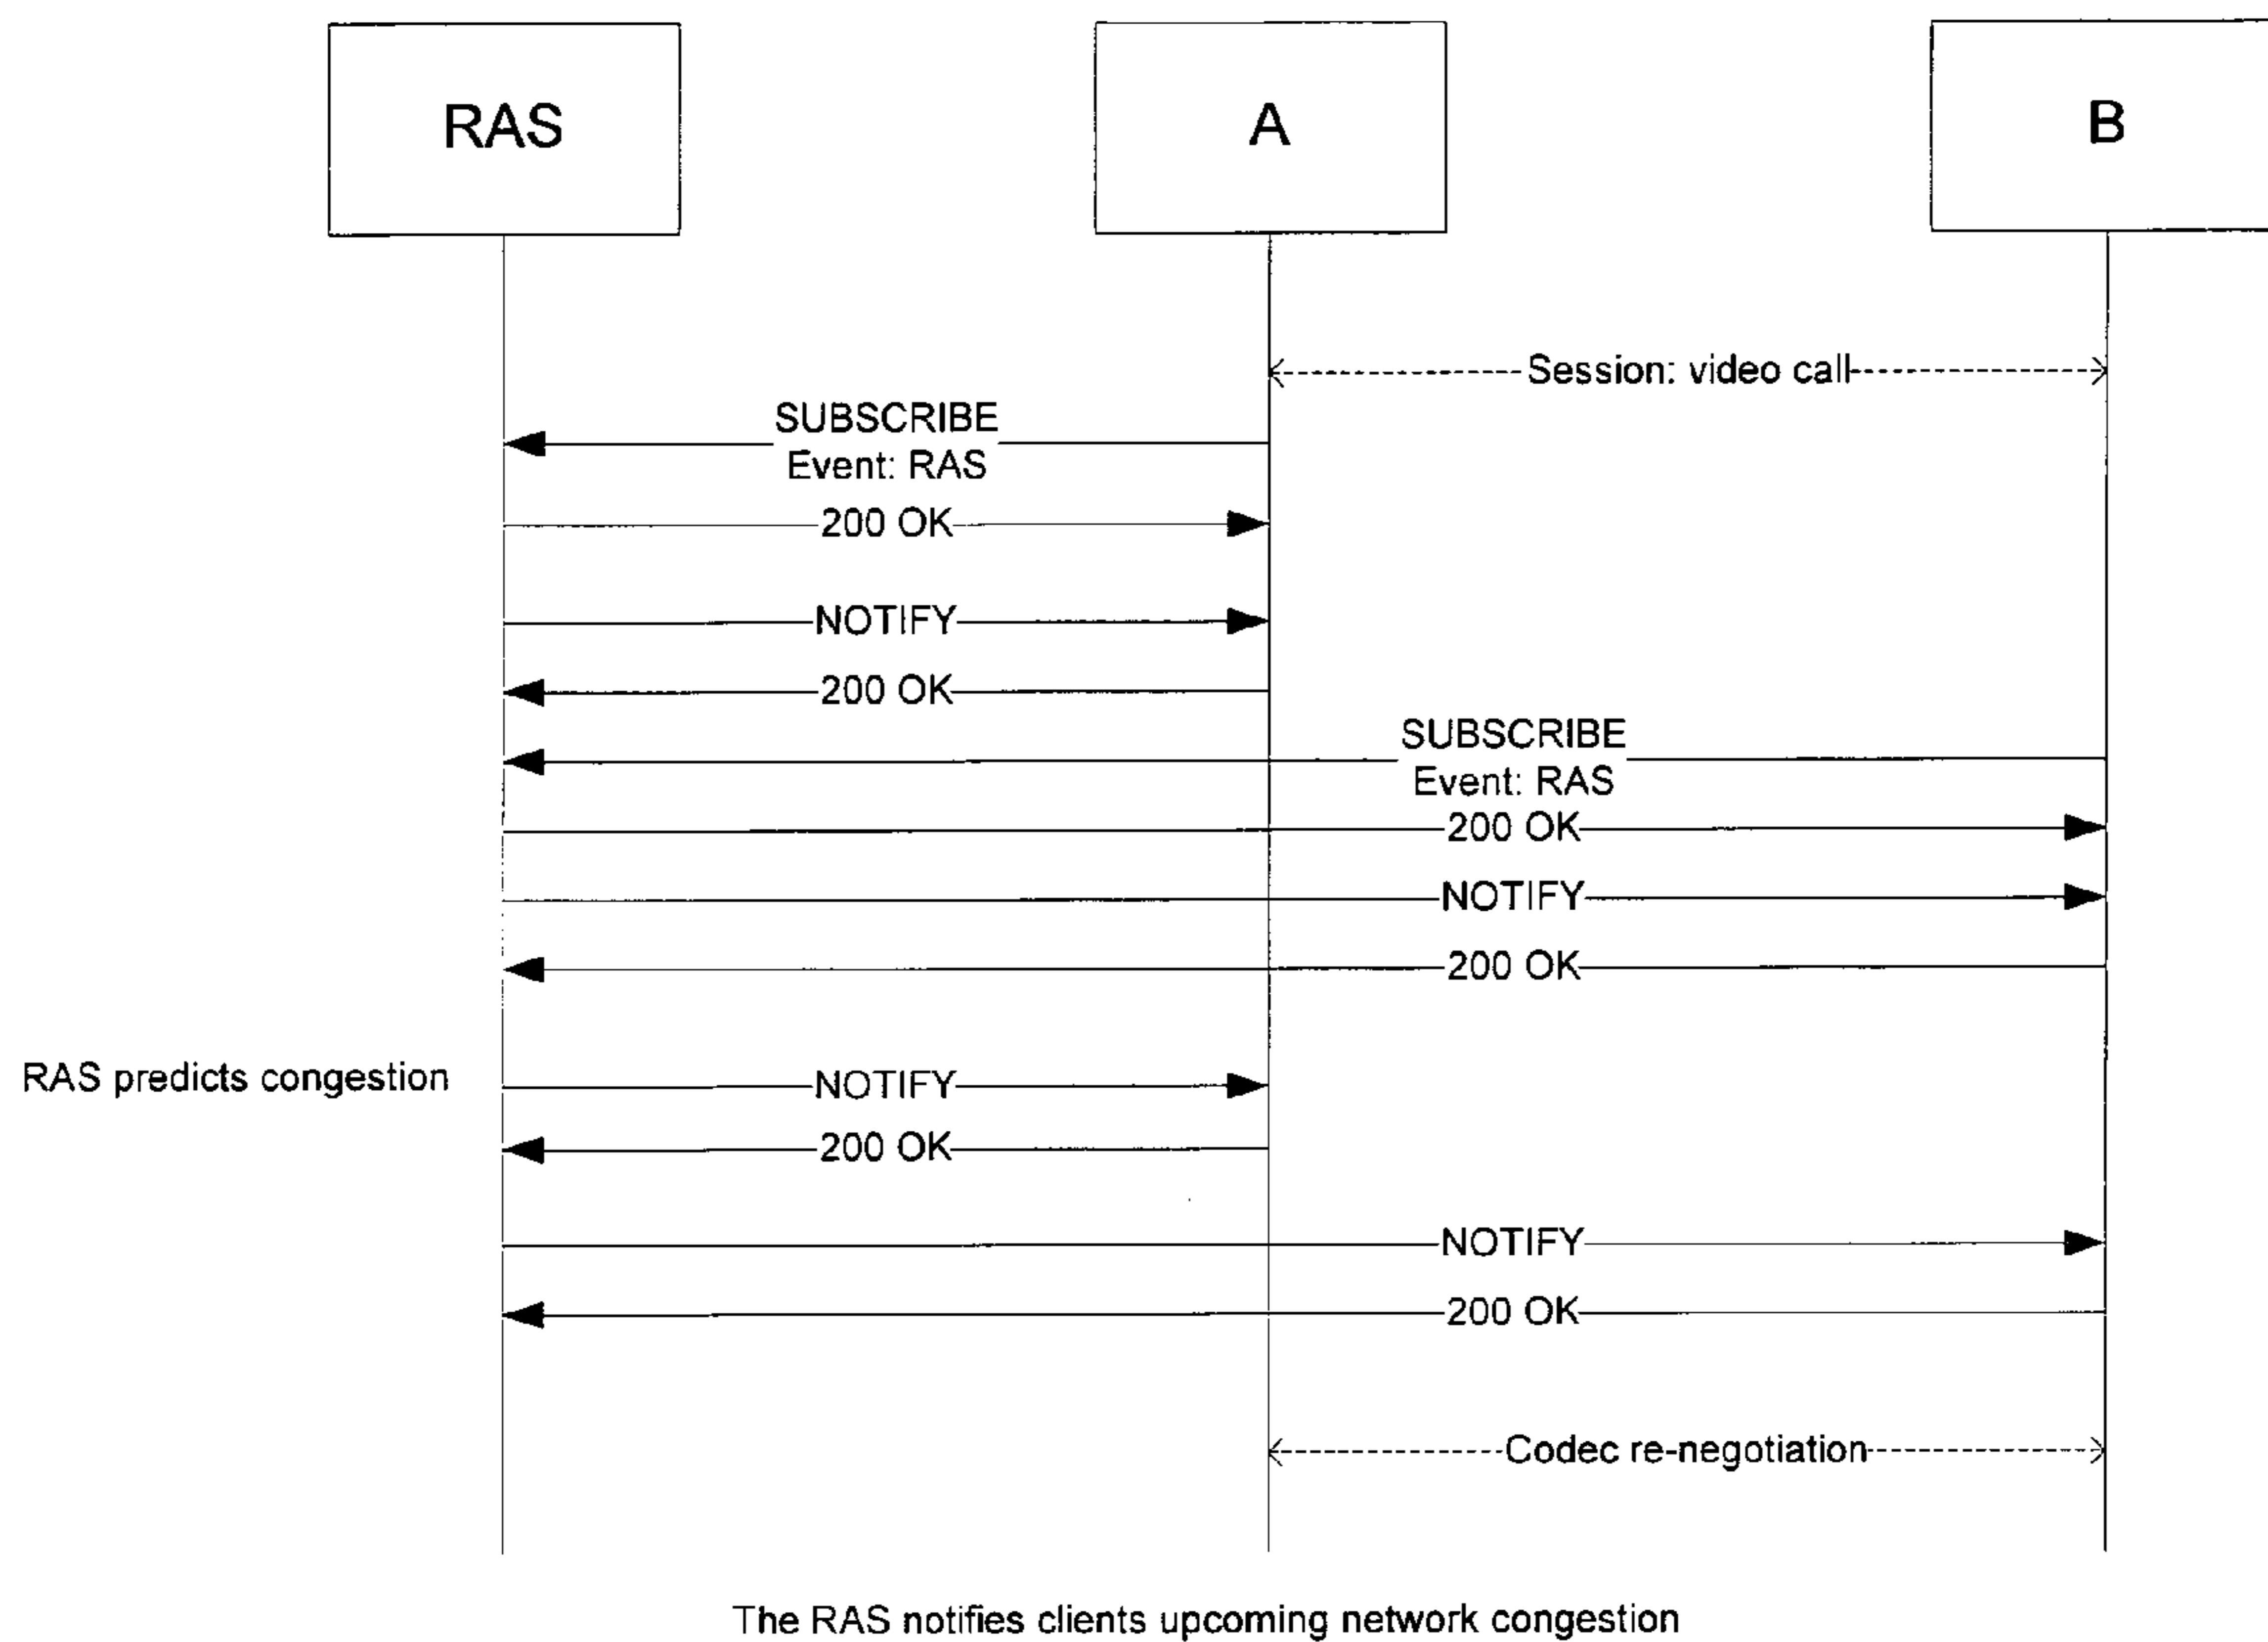 RAS
A
B
Session: video call
SUBSCRIBE
Event: RAS
200 OK
NOTIFY
200 OK
SUBSCRIBE
Event: RAS
200 OK
NOTIFY
200 OK
RAS predicts congestion
NOTIFY
200 OK
NOTIFY
200 OK
Codec re-negotiation
The RAS notifies clients upcoming network congestion